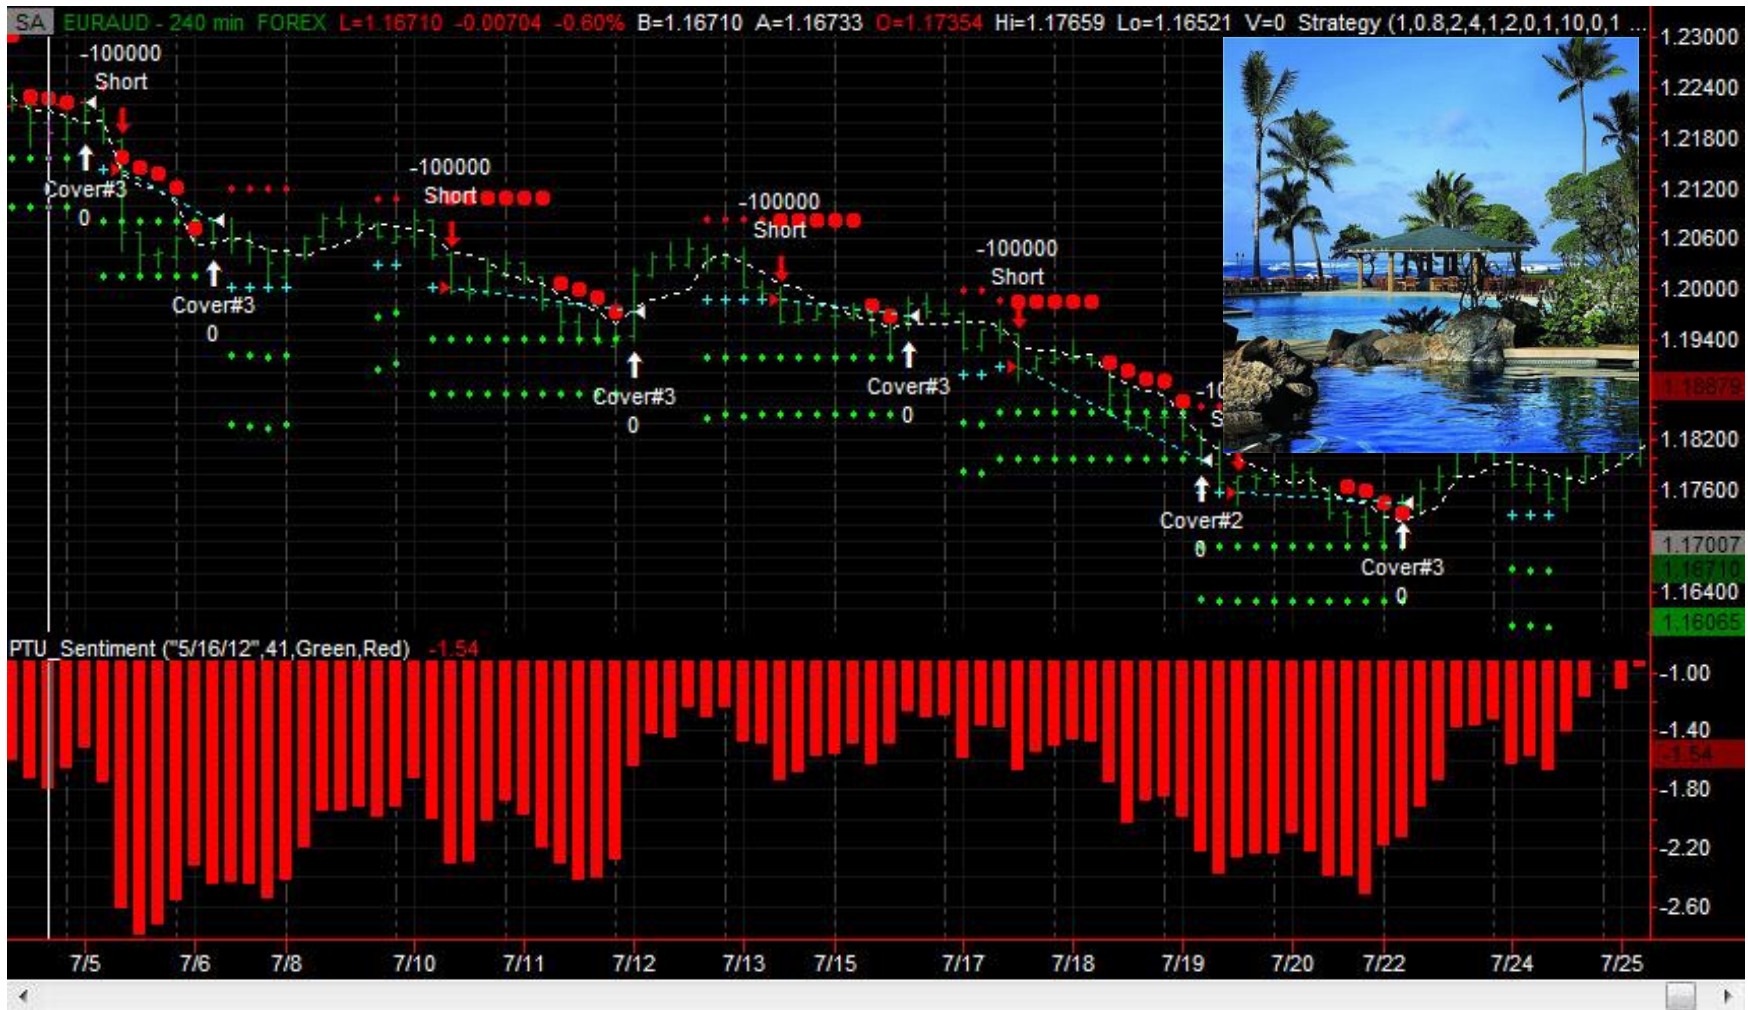 SA EURAUD - 240 min FOREX L=1.16710 -0.00704 -0.60% B=1.16710 A=1.16733 O=1.17354 Hi=1.17659 Lo=1.16521 V=0 Strategy (1,0.8,2,4,1,2,0,1,10,0,1 ...
1.23000
-100000
Short
1.22400
1.21800
-100000
Short
Cover#3
0
1.21200
-100000
Short
1.20600
-100000
Short
Cover#3
0
1.20000
1.19400
Cover#3
0
Cover#3
0
1.18879
-10
S
1.18200
1.17600
Cover#2
0
1.17007
Cover#3
0
1.16710
1.16400
1.16065
PTU_Sentiment ("5/16/12",41,Green,Red) -1.54
-1.00
-1.40
-1.54
-1.80
-2.20
-2.60
7/5 7/6 7/8 7/10 7/11 7/12 7/13 7/15 7/17 7/18 7/19 7/20 7/22 7/24 7/25